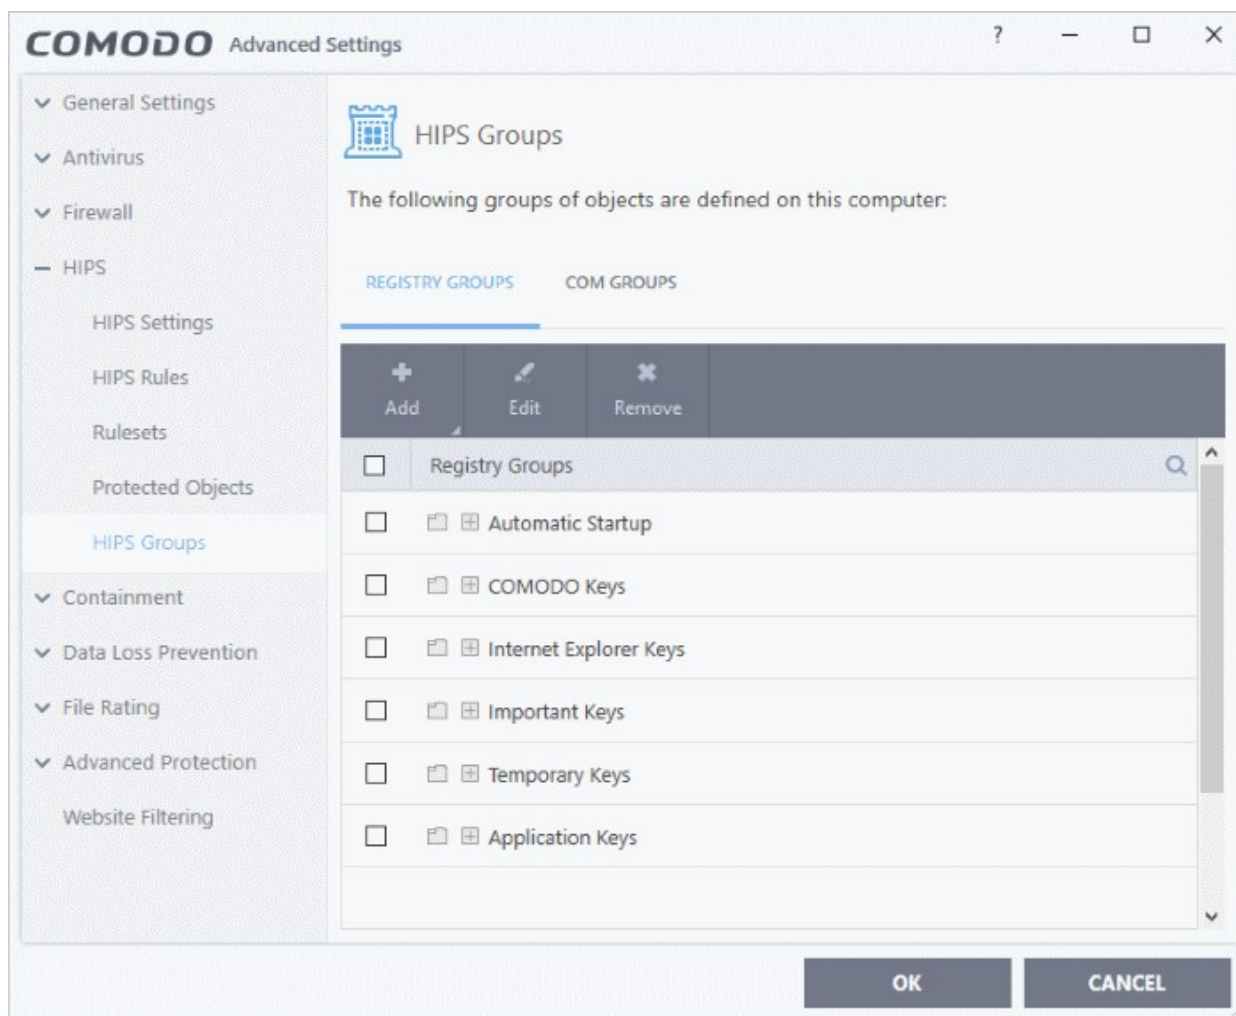 COMODO Advanced Settings ?
General Settings
Antivirus
Firewall
HIPS
HIPS Settings
HIPS Rules
Rulesets
Protected Objects
HIPS Groups
Containment
Data Loss Prevention
File Rating
Advanced Protection
Website Filtering
HIPS Groups
The following groups of objects are defined on this computer:
REGISTRY GROUPS COM GROUPS
Add Edit Remove
Registry Groups
Automatic Startup
COMODO Keys
Internet Explorer Keys
Important Keys
Temporary Keys
Application Keys
OK CANCEL